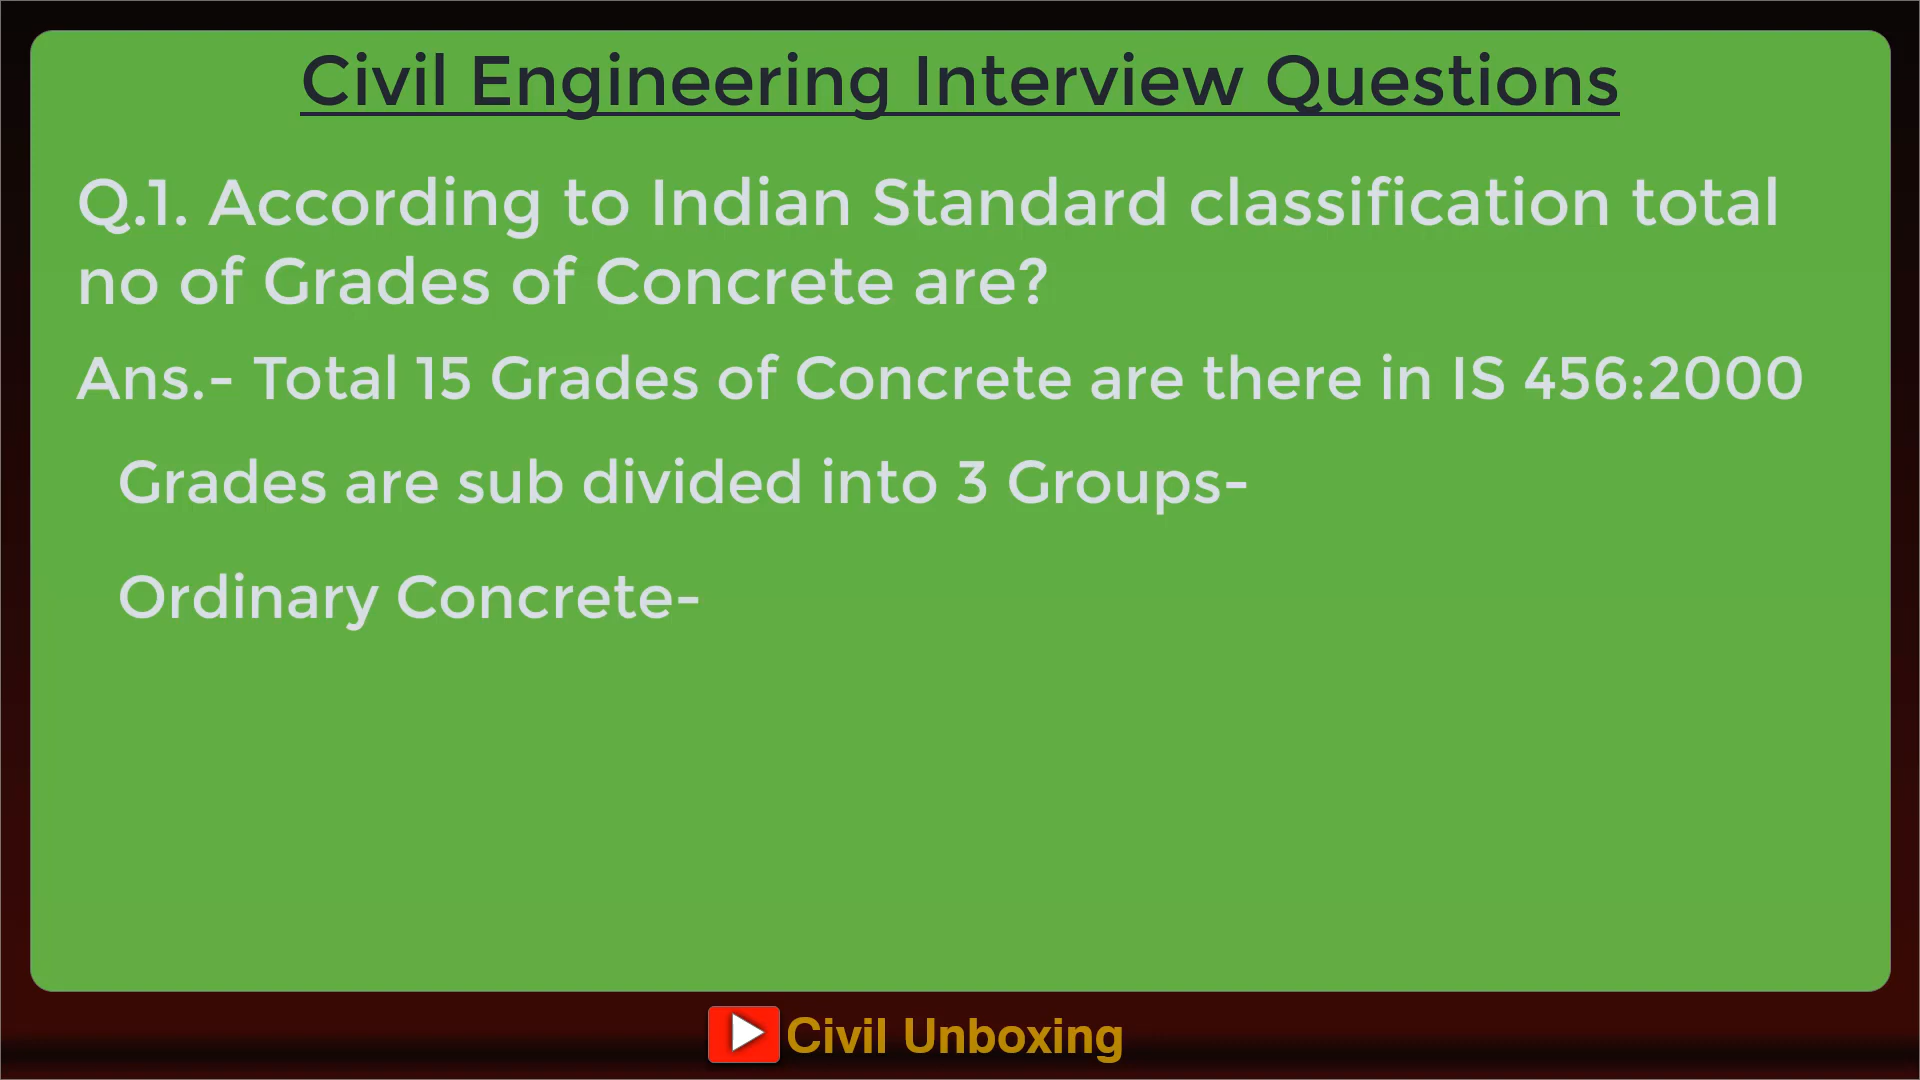 Civil Engineering Interview Questions
Q.1. According to Indian Standard classification total
no of Grades of Concrete are?
Ans.- Total 15 Grades of Concrete are there in IS 456:2000
Grades are sub divided into 3 Groups-
Ordinary Concrete-
Civil Unboxing